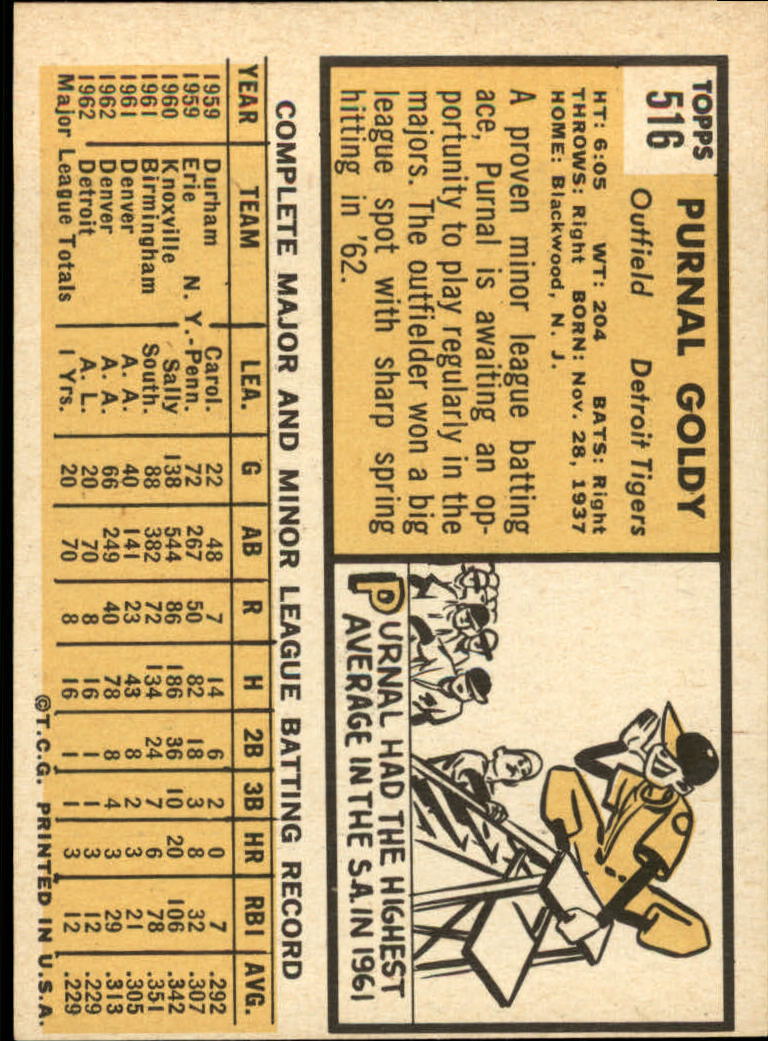 TOPPS
516
PURNAL GOLDY
Outfield Detroit Tigers
HT: 6:05 WT: 204 BATS: Right
THROWS: Right BORN: Nov. 28, 1937
HOME: Blackwood, N. J.
A proven minor league batting
ace, Purnal is awaiting an op-
portunity to play regularly in the
majors. The outfielder won a big
league spot with sharp spring
hitting in '62.
PURNAL HAD THE HIGHEST
AVERAGE IN THE S.A. IN 1961
COMPLETE MAJOR AND MINOR LEAGUE BATTING RECORD
YEAR TEAM LEA. G AB R H 2B 3B HR RBI AVG.
1959 Durham Carol. 22 48 7 14 6 2 0 7 .292
1959 Erie N. Y.-Penn. 72 267 50 82 18 3 8 32 .307
1960 Knoxville Sally 138 544 86 186 36 10 20 106 .342
1961 Birmingham South. 88 382 72 134 24 7 6 78 .351
1961 Denver A. A. 40 141 23 43 8 2 3 21 .305
1962 Denver A. A. 66 249 40 78 8 4 3 29 .313
1962 Detroit A. L. 20 70 8 16 1 1 3 12 .229
Major League Totals 1 Yrs. 20 70 8 16 1 1 3 12 .229
©T.C.G. PRINTED IN U.S.A.